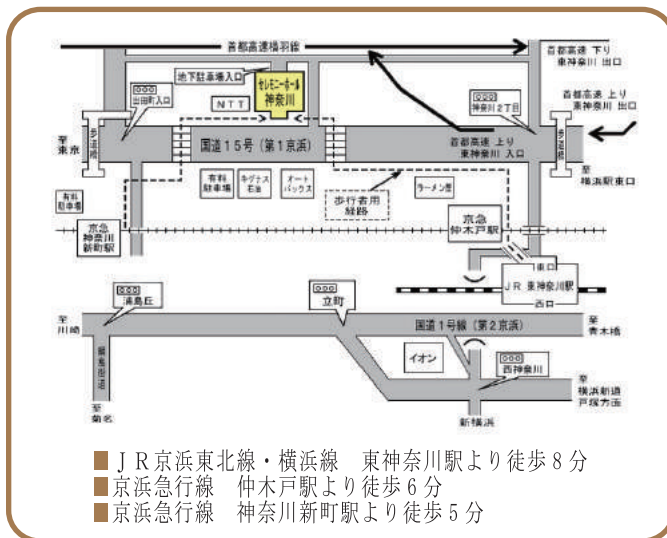 首都高速横羽線
首都高速 下り
東神奈川 出口
地下駐車場入口
セレモニーホール
神奈川
出田町入口
NTT
神奈川2丁目
首都高速 上り
東神奈川 出口
至
東京
歩道橋
国道15号(第1京浜)
首都高速 上り
東神奈川 入口
歩道橋
至
横浜駅東口
有料
駐車場
キグナス
石油
オート
バックス
ラーメン店
歩行者用
経路
有料
駐車場
京急
神奈川
新町駅
京急
仲木戸駅
東口
JR 東神奈川駅
西口
浦島丘
立町
至
川崎
国道1号線(第2京浜)
至
青木橋
綱島街道
イオン
西神奈川
至
横浜新道
戸塚方面
至
菊名
新横浜
■JR京浜東北線・横浜線 東神奈川駅より徒歩8分
■京浜急行線 仲木戸駅より徒歩6分
■京浜急行線 神奈川新町駅より徒歩5分